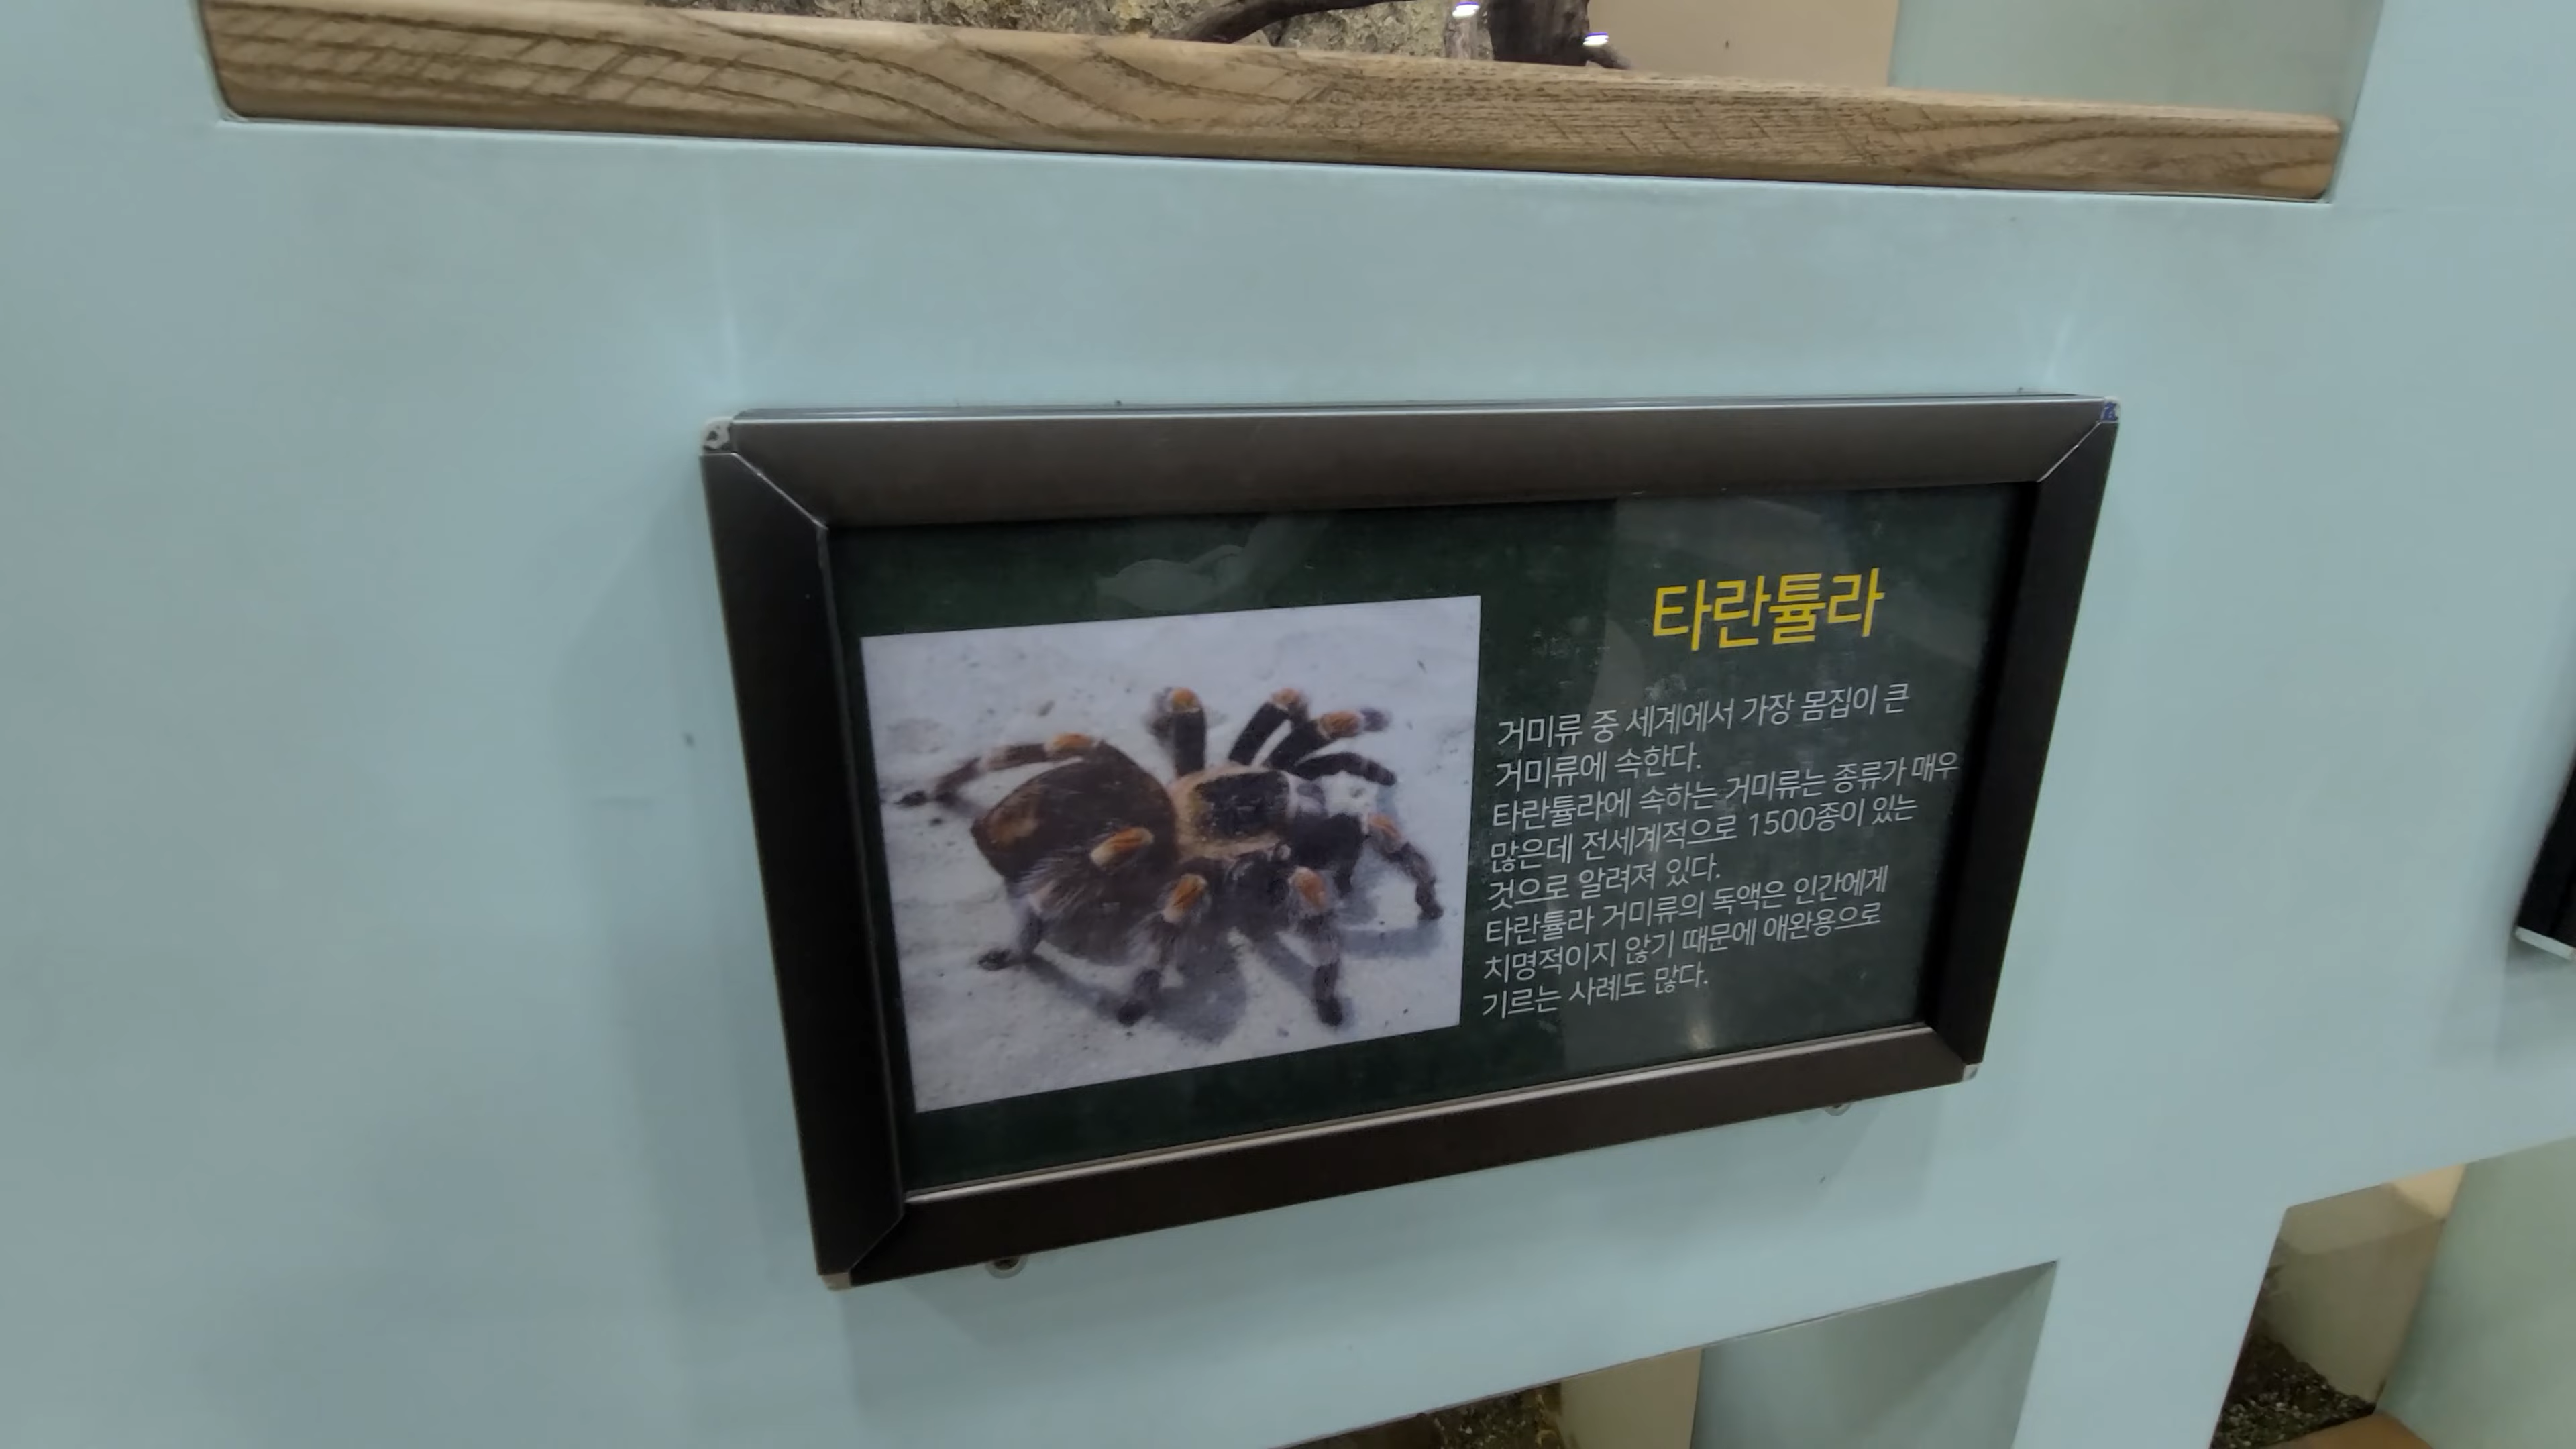 타란튤라
거미류 중 세계에서 가장 몸집이 큰
거미류에 속한다.
타란튤라에 속하는 거미류는 종류가 매우
많은데 전세계적으로 1500종이 있는
것으로 알려져 있다.
타란튤라 거미류의 독액은 인간에게
치명적이지 않기 때문에 애완용으로
기르는 사례도 많다.